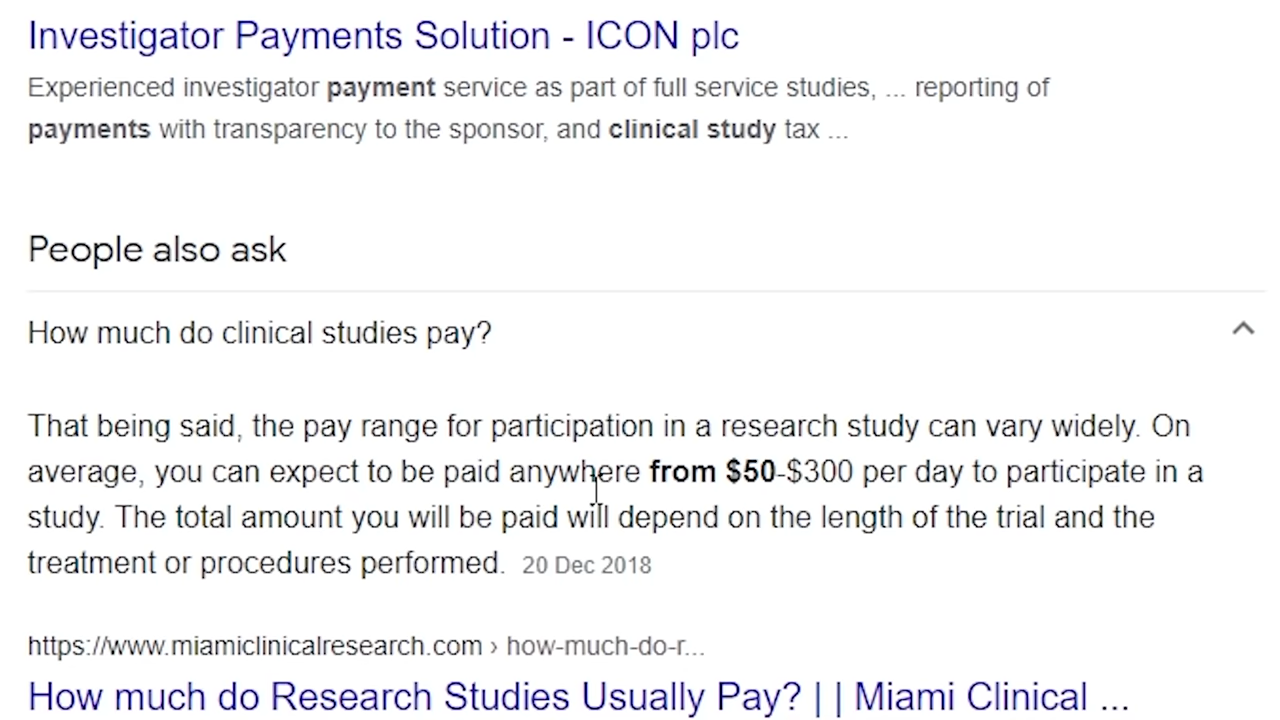 Investigator Payments Solution - ICON plc
Experienced investigator payment service as part of full service studies, ... reporting of
payments with transparency to the sponsor, and clinical study tax ...
People also ask
How much do clinical studies pay?
That being said, the pay range for participation in a research study can vary widely. On
average, you can expect to be paid anywhere from $50-$300 per day to participate in a
study. The total amount you will be paid will depend on the length of the trial and the
treatment or procedures performed. 20 Dec 2018
https://www.miamiclinicalresearch.com › how-much-do-r...
How much do Research Studies Usually Pay? | | Miami Clinical ...